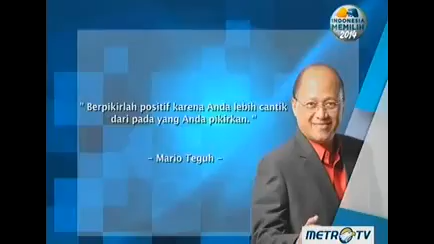 INDONESIA
MEMILIH
2014
" Berpikirlah positif karena Anda lebih cantik
dari pada yang Anda pikirkan. "
- Mario Teguh -
METRO TV